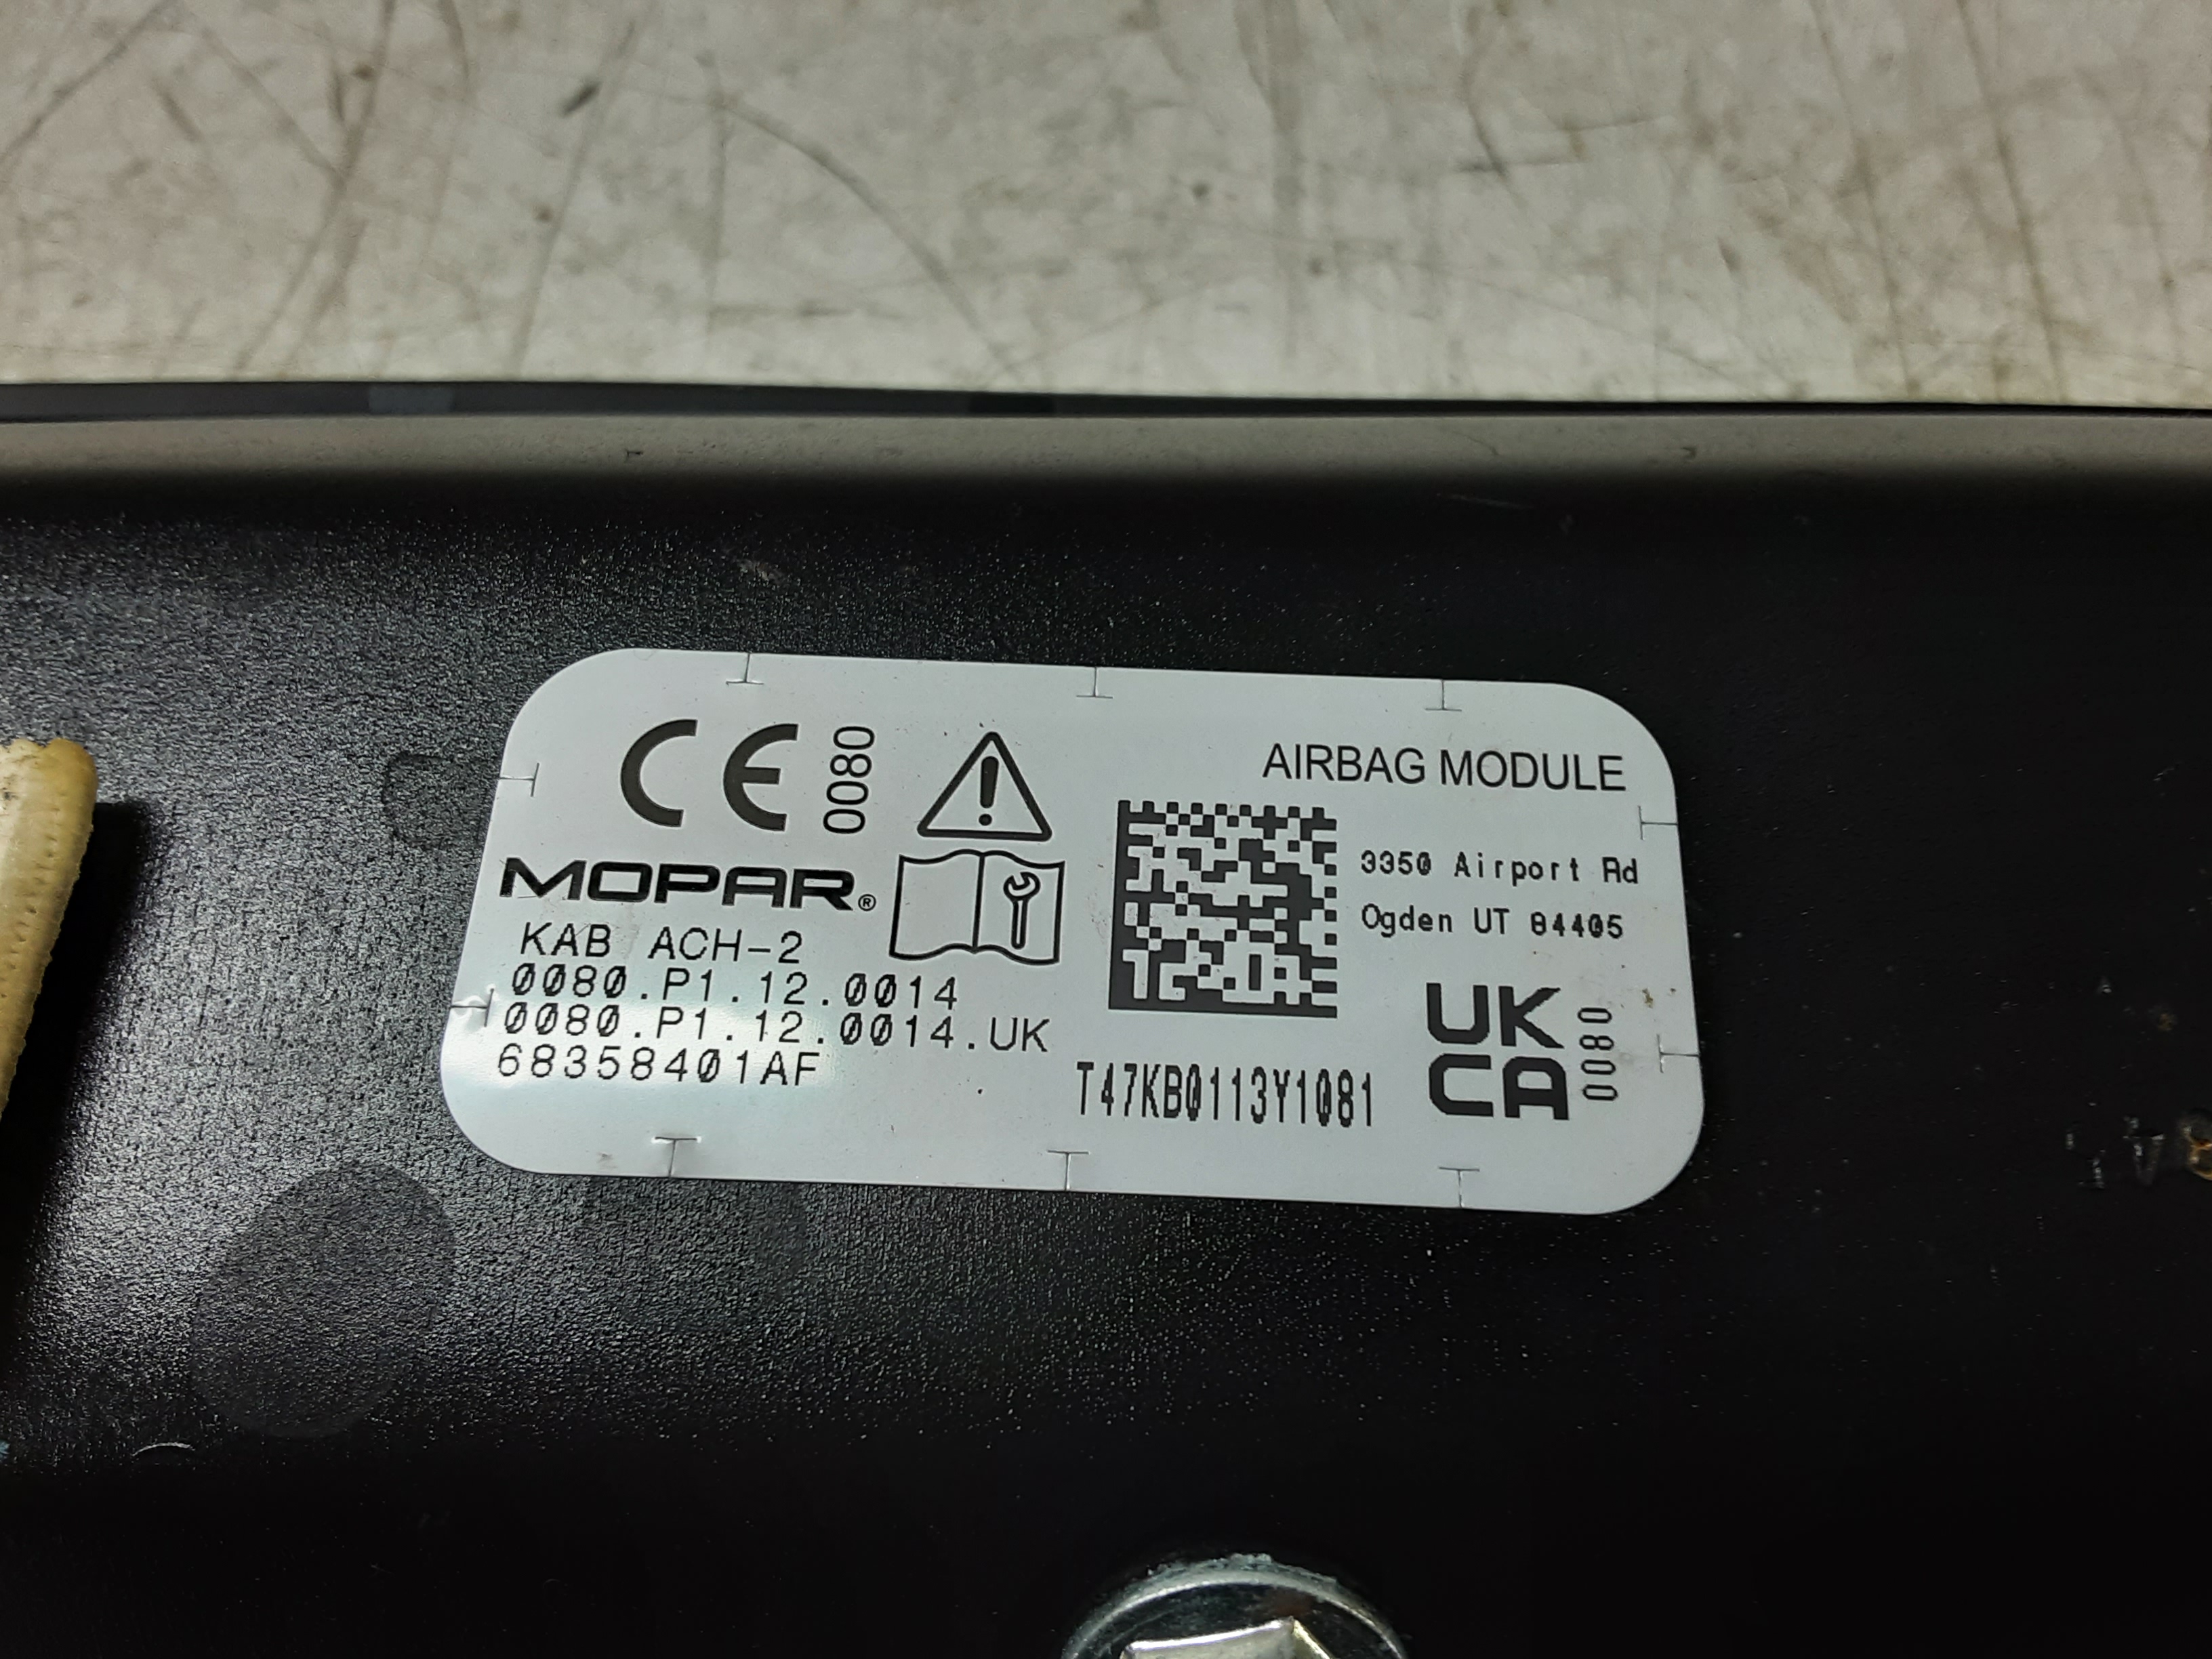 CE 0080
MOPAR®
KAB ACH-2
0080.P1.12.0014
0080.P1.12.0014.UK
68358401AF
AIRBAG MODULE
3350 Airport Rd
Ogden UT 84405
UK
CA 0080
T47KB0113Y1081